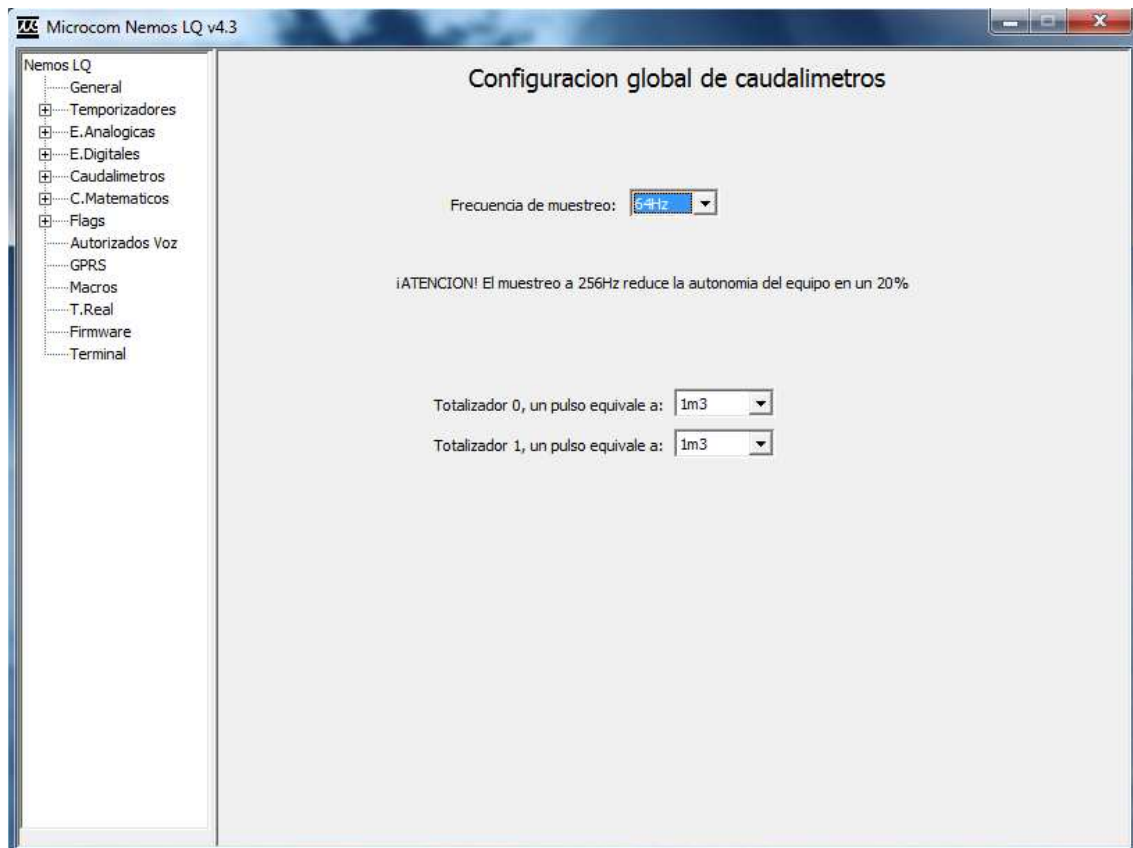 Microcom Nemos LQ v4.3
Nemos LQ
General
Temporizadores
E.Analogicas
E.Digitales
Caudalimetros
C.Matematicos
Flags
Autorizados Voz
GPRS
Macros
T.Real
Firmware
Terminal
Configuracion global de caudalimetros
Frecuencia de muestreo: 64Hz
¡ATENCION! El muestreo a 256Hz reduce la autonomia del equipo en un 20%
Totalizador 0, un pulso equivale a: 1m3
Totalizador 1, un pulso equivale a: 1m3